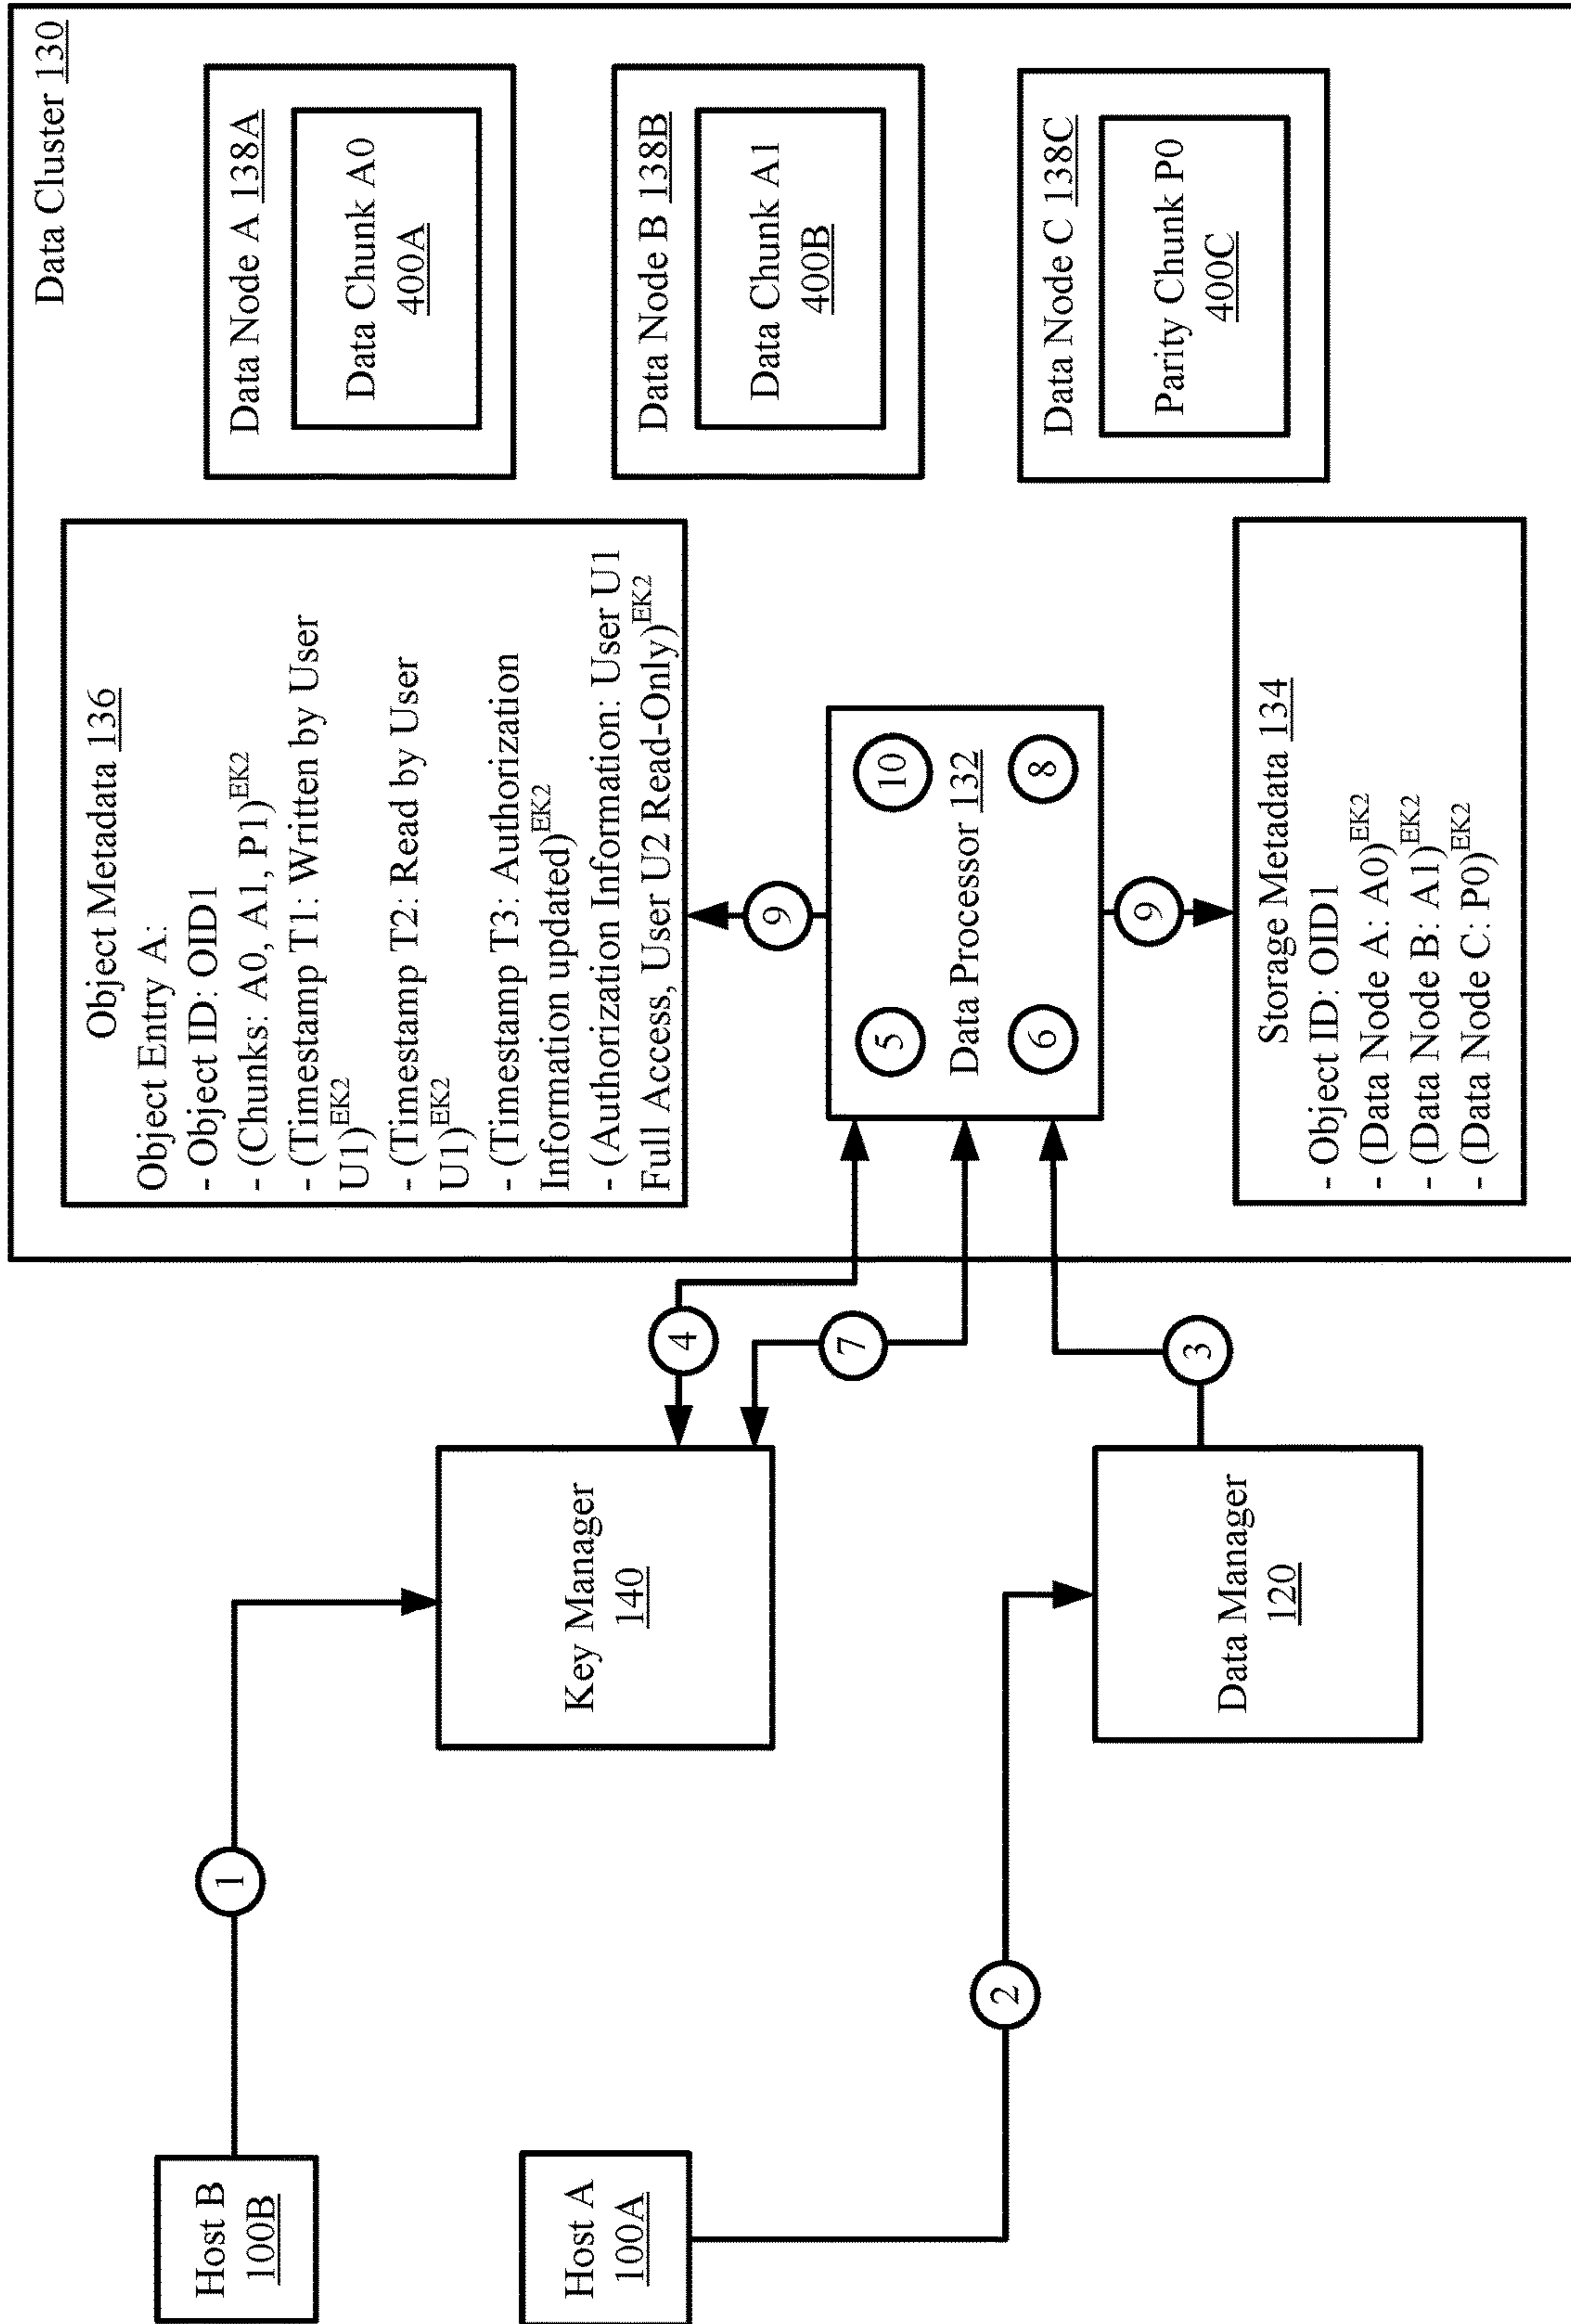 Data Cluster 130
Object Metadata 136
Object Entry A:
- Object ID: OID1
- (Chunks: A0, A1, P1)EK2
- (Timestamp T1: Written by User
U1)EK2
- (Timestamp T2: Read by User
U1)EK2
- (Timestamp T3: Authorization
Information updated)EK2
- (Authorization Information: User U1
Full Access, User U2 Read-Only)EK2
Data Node A 138A
Data Chunk A0
400A
Data Node B 138B
Data Chunk A1
400B
Data Node C 138C
Parity Chunk P0
400C
Host B
100B
1
Key Manager
140
4
7
9
5
10
Data Processor 132
6
8
9
Host A
100A
2
Data Manager
120
3
Storage Metadata 134
- Object ID: OID1
- (Data Node A: A0)EK2
- (Data Node B: A1)EK2
- (Data Node C: P0)EK2